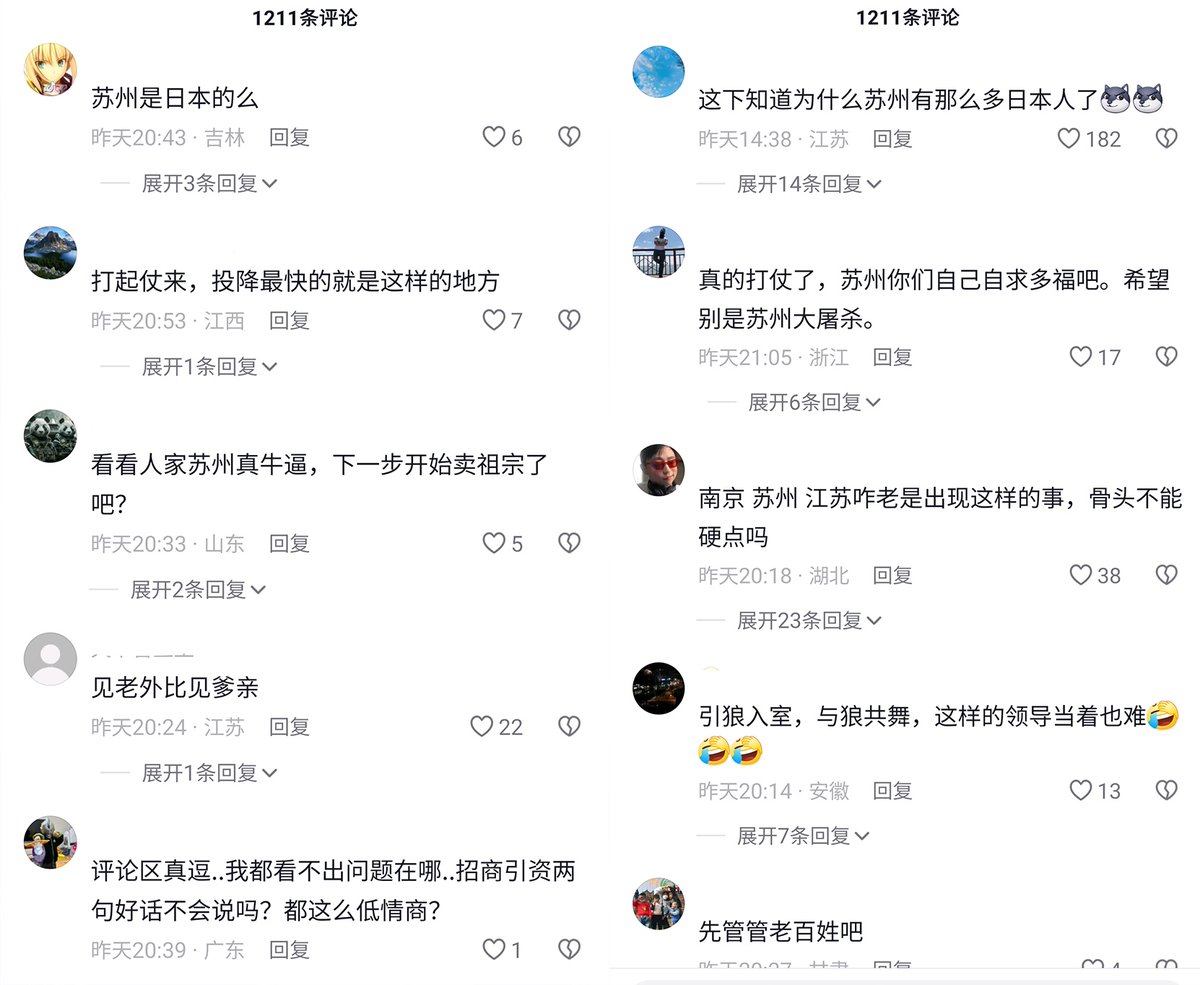 1211条评论
苏州是日本的么
昨天20:43 · 吉林 回复
6
展开3条回复
打起仗来，投降最快的就是这样的地方
昨天20:53 · 江西 回复
7
展开1条回复
看看人家苏州真牛逼，下一步开始卖祖宗了
吧？
昨天20:33 · 山东 回复
5
展开2条回复
见老外比见爹亲
昨天20:24 · 江苏 回复
22
展开1条回复
评论区真逗..我都看不出问题在哪..招商引资两
句好话不会说吗？都这么低情商？
昨天20:39 · 广东 回复
1
1211条评论
这下知道为什么苏州有那么多日本人了
昨天14:38 · 江苏 回复
182
展开14条回复
真的打仗了，苏州你们自己自求多福吧。希望
别是苏州大屠杀。
昨天21:05 · 浙江 回复
17
展开6条回复
南京 苏州 江苏咋老是出现这样的事，骨头不能
硬点吗
昨天20:18 · 湖北 回复
38
展开23条回复
引狼入室，与狼共舞，这样的领导当着也难🤣
🤣🤣
昨天20:14 · 安徽 回复
13
展开7条回复
先管管老百姓吧